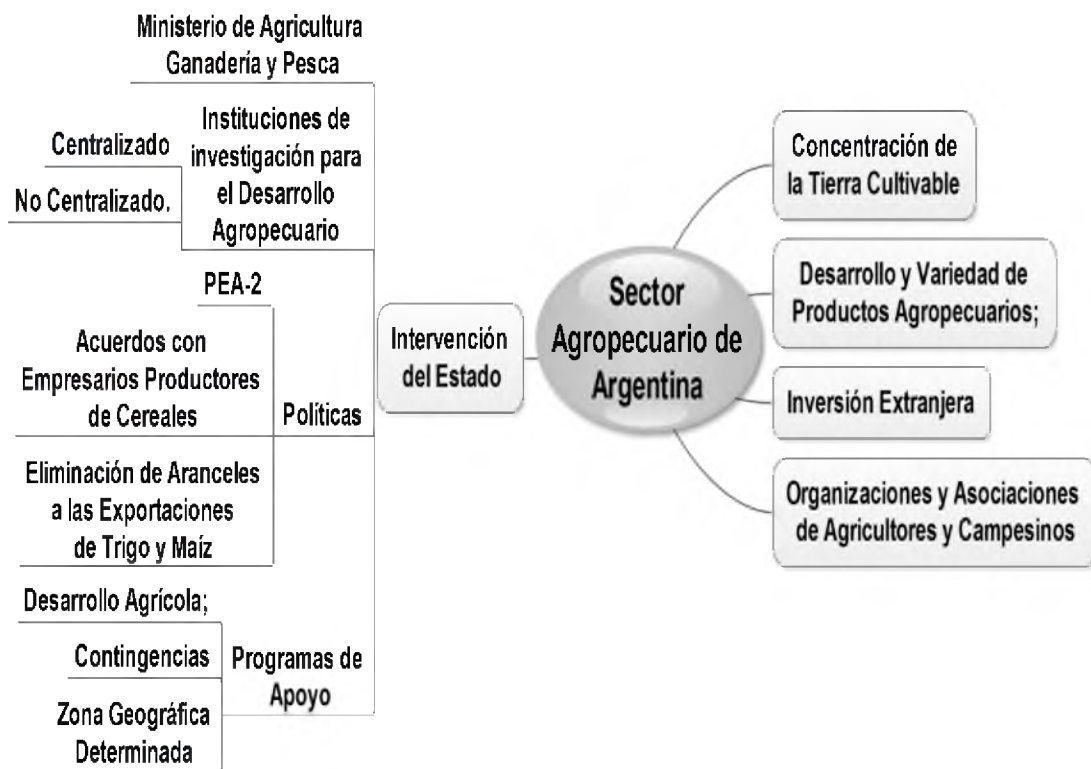 Ministerio de Agricultura
Ganadería y Pesca
Instituciones de
investigación para
el Desarrollo
Agropecuario
Centralizado
No Centralizado.
PEA-2
Acuerdos con
Empresarios Productores
de Cereales
Políticas
Eliminación de Aranceles
a las Exportaciones
de Trigo y Maíz
Desarrollo Agrícola;
Contingencias
Programas de
Apoyo
Zona Geográfica
Determinada
Intervención
del Estado
Sector
Agropecuario de
Argentina
Concentración de
la Tierra Cultivable
Desarrollo y Variedad de
Productos Agropecuarios;
Inversión Extranjera
Organizaciones y Asociaciones
de Agricultores y Campesinos